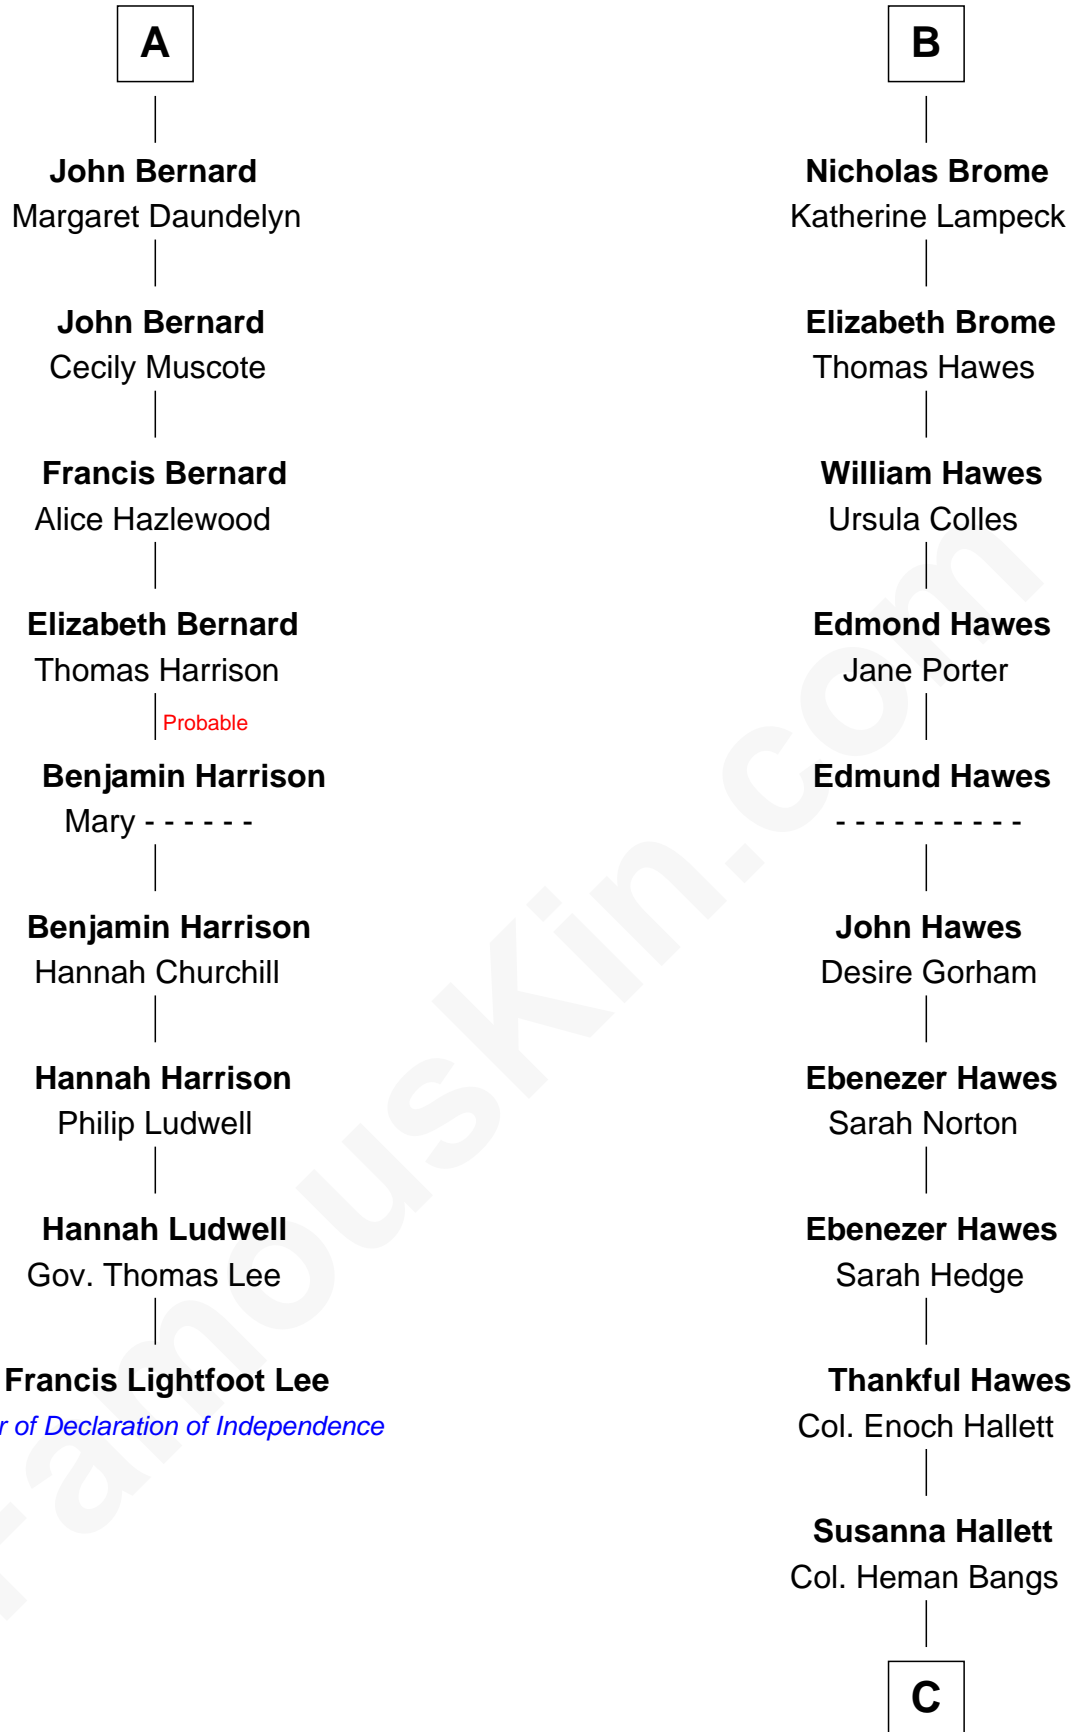 A
John Bernard
Margaret Daundelyn
John Bernard
Cecily Muscote
Francis Bernard
Alice Hazlewood
Elizabeth Bernard
Thomas Harrison
Probable
Benjamin Harrison
Mary - - - - - -
Benjamin Harrison
Hannah Churchill
Hannah Harrison
Philip Ludwell
Hannah Ludwell
Gov. Thomas Lee
Francis Lightfoot Lee
r of Declaration of Independence
B
Nicholas Brome
Katherine Lampeck
Elizabeth Brome
Thomas Hawes
William Hawes
Ursula Colles
Edmond Hawes
Jane Porter
Edmund Hawes
- - - - - - - - - -
John Hawes
Desire Gorham
Ebenezer Hawes
Sarah Norton
Ebenezer Hawes
Sarah Hedge
Thankful Hawes
Col. Enoch Hallett
Susanna Hallett
Col. Heman Bangs
C
FamousKin.com